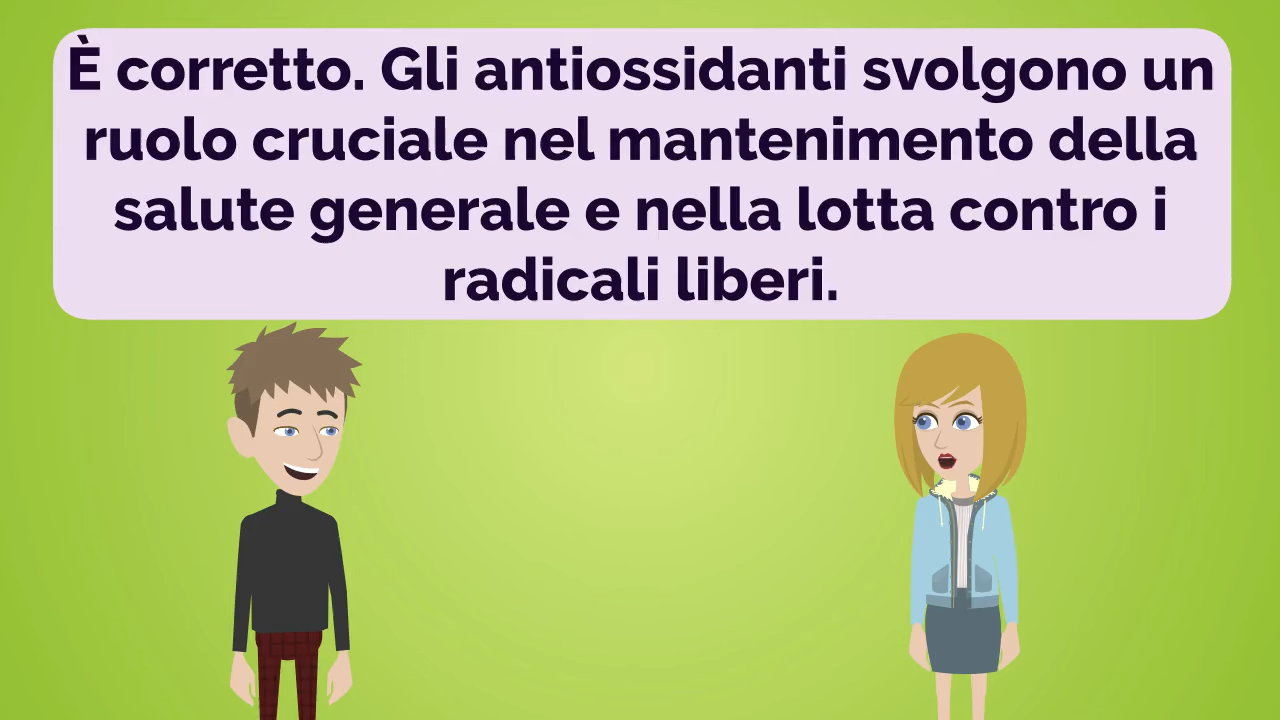 È corretto. Gli antiossidanti svolgono un
ruolo cruciale nel mantenimento della
salute generale e nella lotta contro i
radicali liberi.